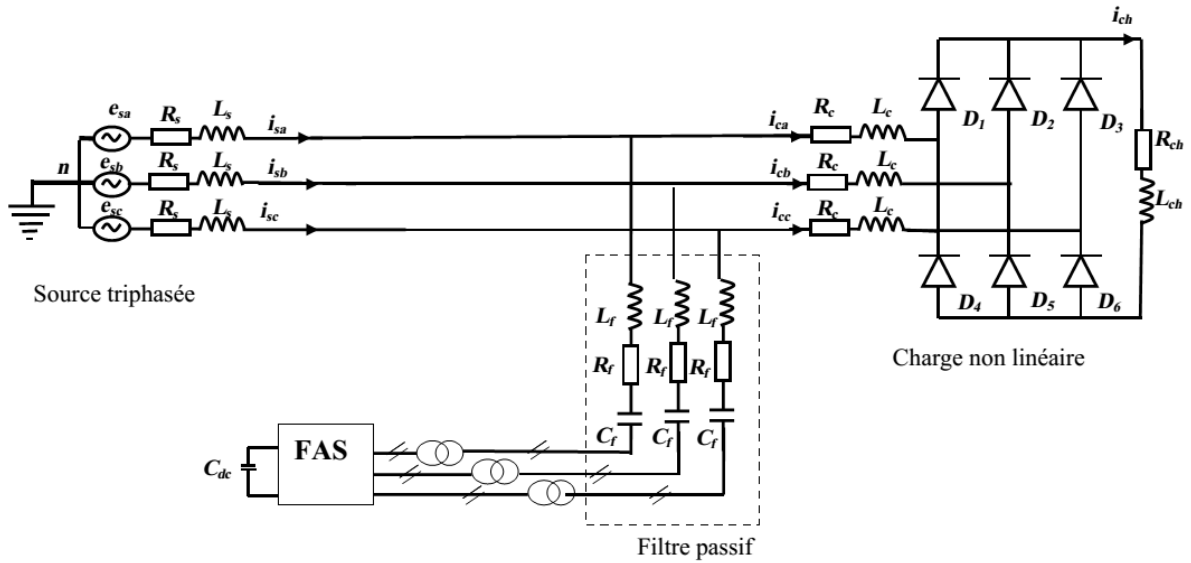 i_ch
e_sa R_s L_s i_sa i_ca R_c L_c D_1 D_2 D_3
R_ch
n e_sb R_s L_s i_sb i_cb R_c L_c
L_ch
e_sc R_s L_s i_sc i_cc R_c L_c
Source triphasée
D_4 D_5 D_6
L_f L_f L_f
Charge non linéaire
R_f R_f R_f
C_f C_f C_f
FAS
C_dc
Filtre passif